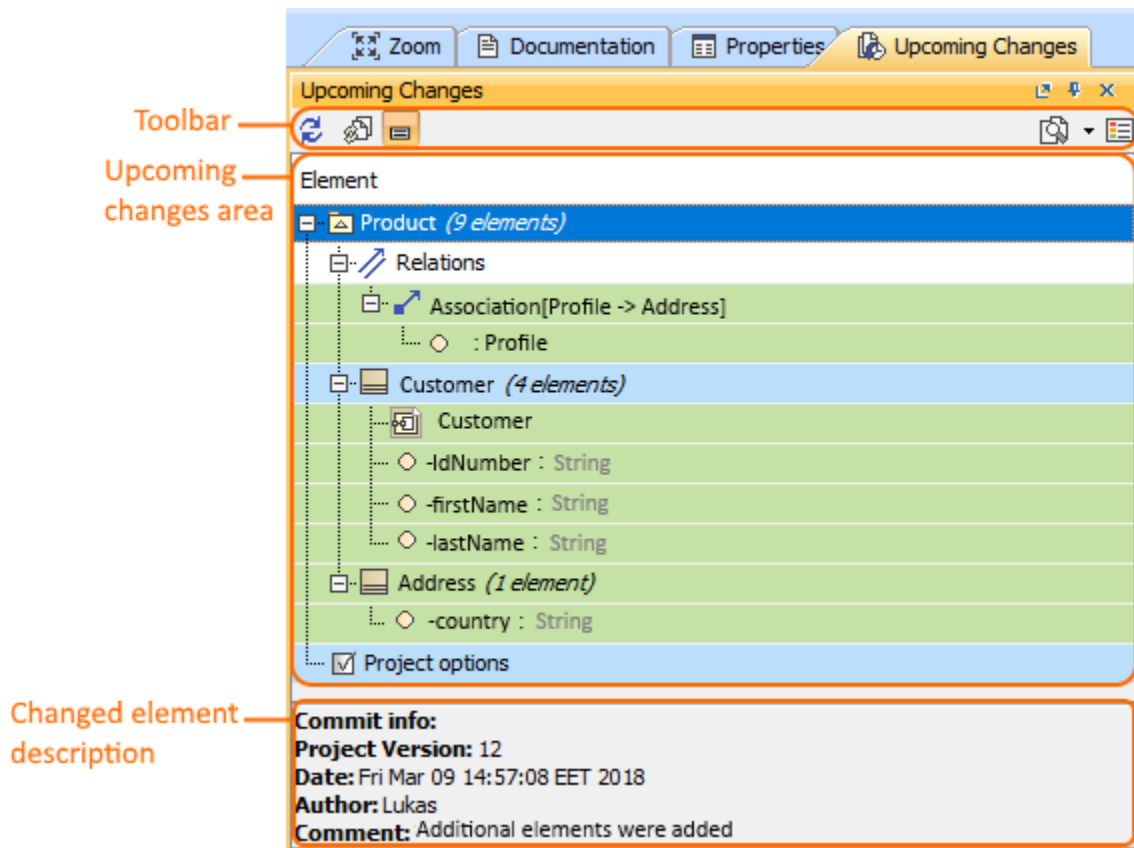 Zoom Documentation Properties Upcoming Changes
Upcoming Changes
Toolbar
Upcoming
changes area
Element
Product (9 elements)
Relations
Association[Profile -> Address]
: Profile
Customer (4 elements)
Customer
-IdNumber : String
-firstName : String
-lastName : String
Address (1 element)
-country : String
Project options
Changed element
description
Commit info:
Project Version: 12
Date: Fri Mar 09 14:57:08 EET 2018
Author: Lukas
Comment: Additional elements were added